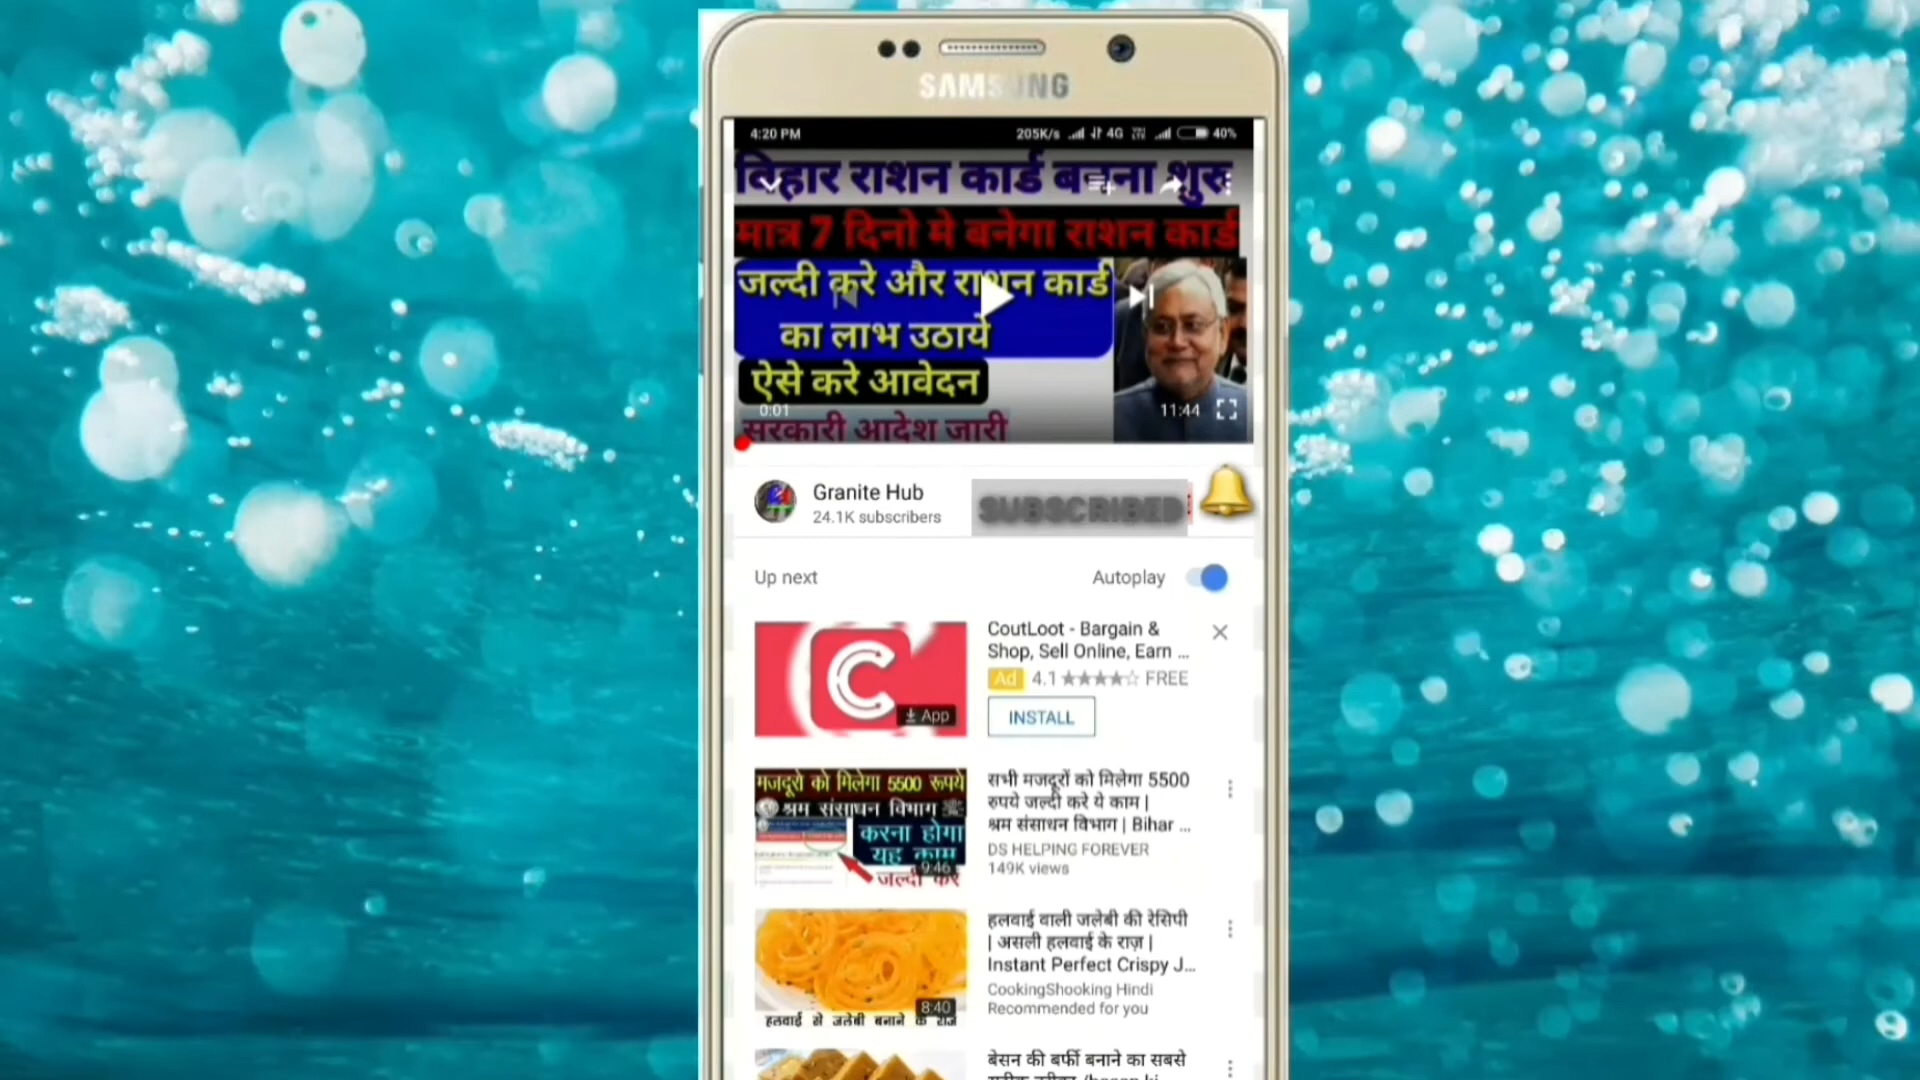 SAMSUNG
4:20 PM 205K/s 4G 40%
बिहार राशन कार्ड बनना शुरु
मात्र 7 दिनो मे बनेगा राशन कार्ड
जल्दी करे और राशन कार्ड
का लाभ उठाये
ऐसे करे आवेदन
0:01 11:44
सरकारी आदेश जारी
Granite Hub
24.1K subscribers
SUBSCRIBED
Up next Autoplay
CoutLoot - Bargain &
Shop, Sell Online, Earn ...
Ad 4.1 ★★★★☆ FREE
App
INSTALL
मजदूरो को मिलेगा 5500 रूपये
श्रम संसाधन विभाग
करना होगा
यह काम
9:46
जल्दी करे
सभी मजदूरों को मिलेगा 5500
रुपये जल्दी करे ये काम |
श्रम संसाधन विभाग | Bihar ...
DS HELPING FOREVER
149K views
8:40
हलवाई से जलेबी बनाने के राज
हलवाई वाली जलेबी की रेसिपी
| असली हलवाई के राज़ |
Instant Perfect Crispy J...
CookingShooking Hindi
Recommended for you
बेसन की बर्फी बनाने का सबसे